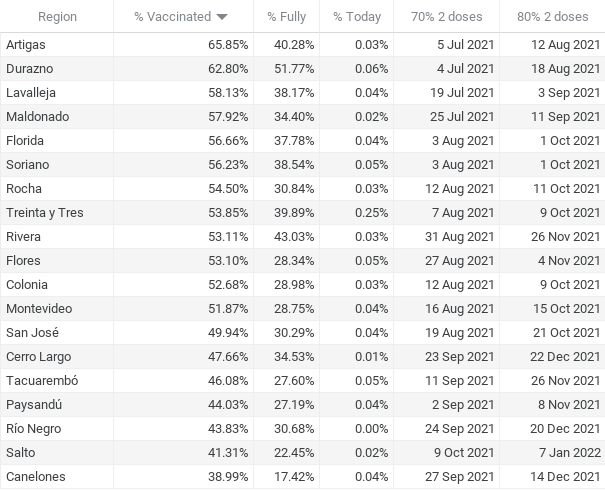 Region % Vaccinated % Fully % Today 70% 2 doses 80% 2 doses
Artigas 65.85% 40.28% 0.03% 5 Jul 2021 12 Aug 2021
Durazno 62.80% 51.77% 0.06% 4 Jul 2021 18 Aug 2021
Lavalleja 58.13% 38.17% 0.04% 19 Jul 2021 3 Sep 2021
Maldonado 57.92% 34.40% 0.02% 25 Jul 2021 11 Sep 2021
Florida 56.66% 37.78% 0.04% 3 Aug 2021 1 Oct 2021
Soriano 56.23% 38.54% 0.05% 3 Aug 2021 1 Oct 2021
Rocha 54.50% 30.84% 0.03% 12 Aug 2021 11 Oct 2021
Treinta y Tres 53.85% 39.89% 0.25% 7 Aug 2021 9 Oct 2021
Rivera 53.11% 43.03% 0.03% 31 Aug 2021 26 Nov 2021
Flores 53.10% 28.34% 0.05% 27 Aug 2021 4 Nov 2021
Colonia 52.68% 28.98% 0.03% 12 Aug 2021 9 Oct 2021
Montevideo 51.87% 28.75% 0.04% 16 Aug 2021 15 Oct 2021
San José 49.94% 30.29% 0.04% 19 Aug 2021 21 Oct 2021
Cerro Largo 47.66% 34.53% 0.01% 23 Sep 2021 22 Dec 2021
Tacuarembó 46.08% 27.60% 0.05% 11 Sep 2021 26 Nov 2021
Paysandú 44.03% 27.19% 0.04% 2 Sep 2021 8 Nov 2021
Río Negro 43.83% 30.68% 0.00% 24 Sep 2021 20 Dec 2021
Salto 41.31% 22.45% 0.02% 9 Oct 2021 7 Jan 2022
Canelones 38.99% 17.42% 0.04% 27 Sep 2021 14 Dec 2021